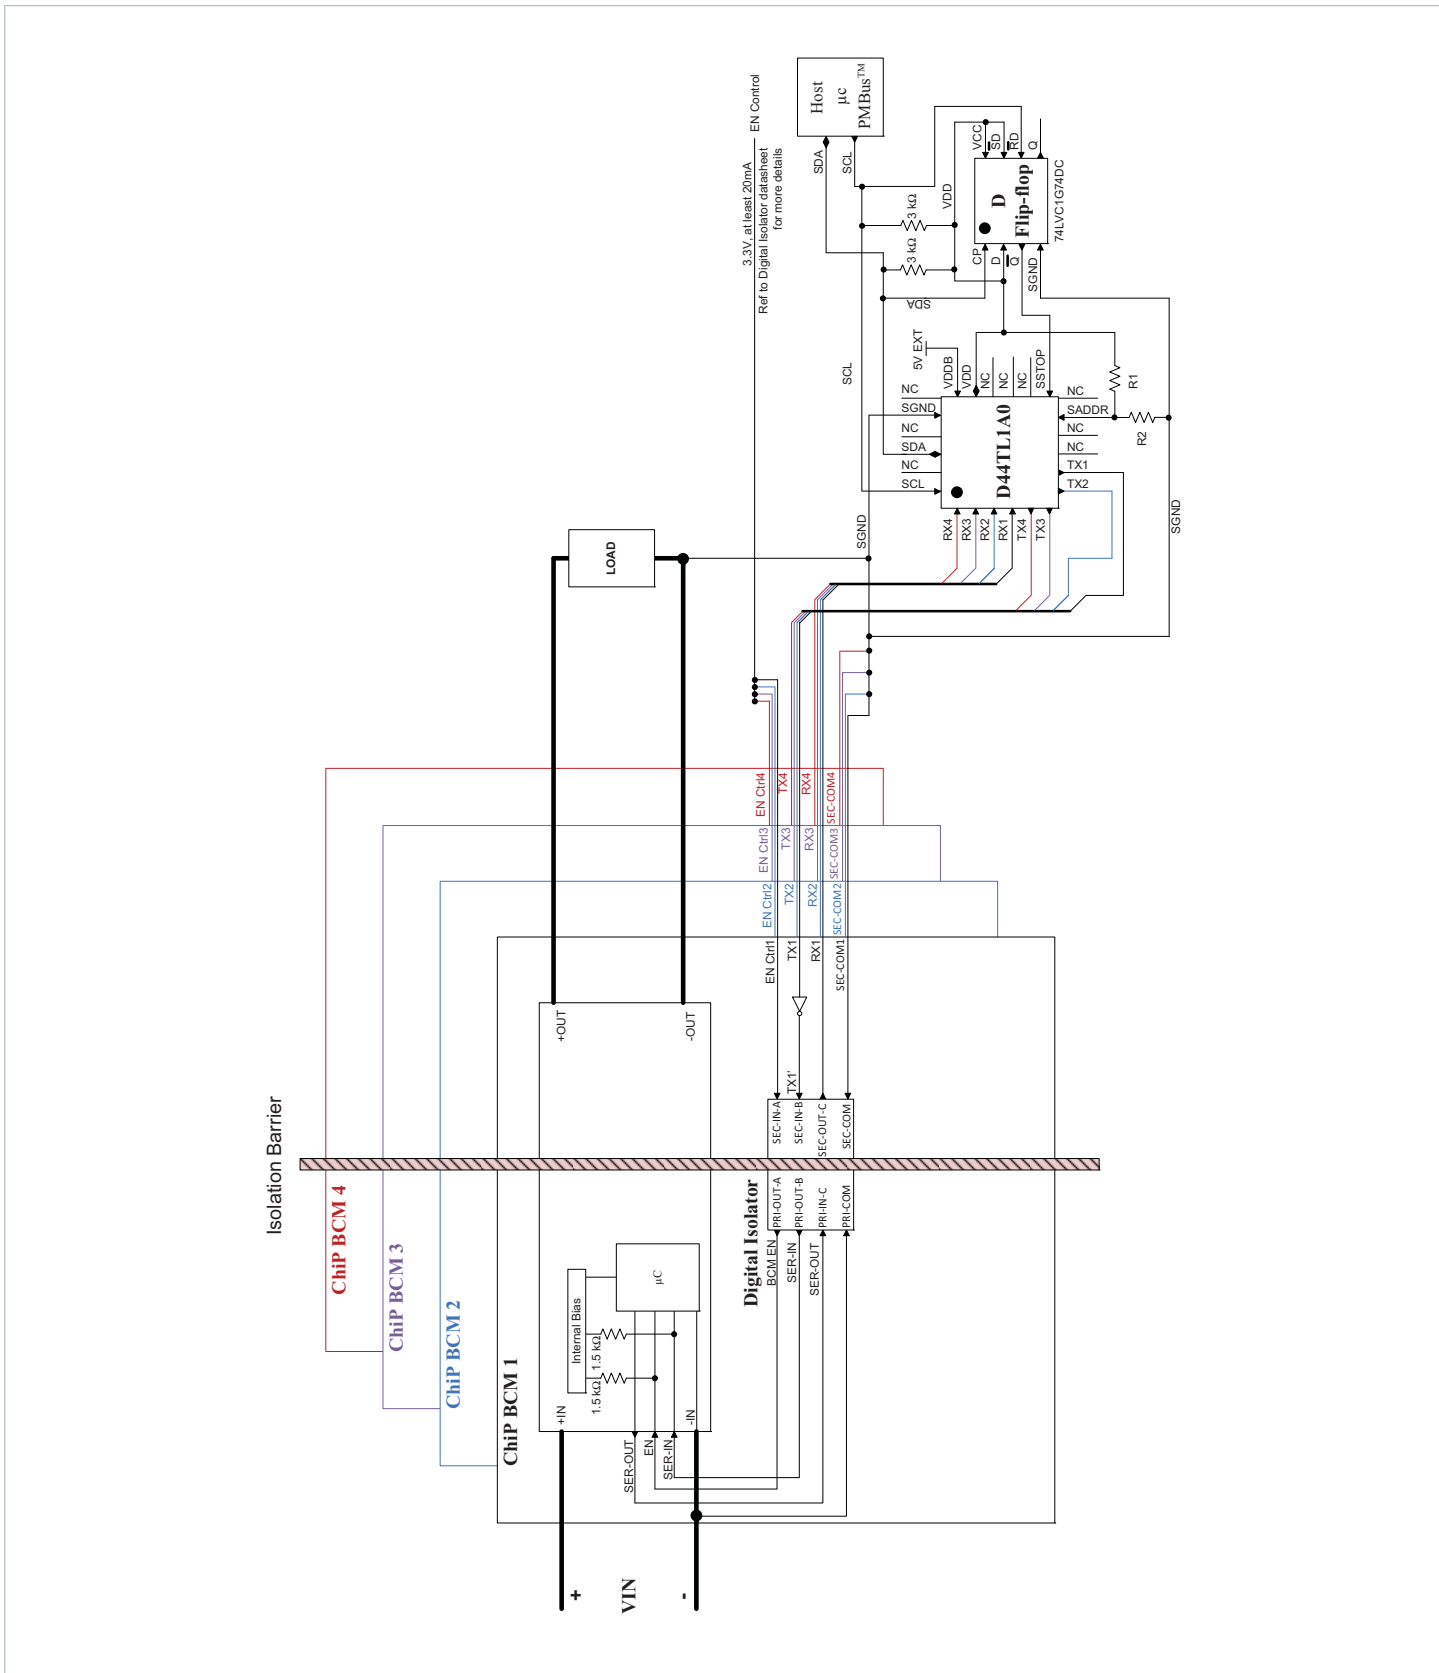 Isolation Barrier
ChiP BCM 4
ChiP BCM 3
ChiP BCM 2
ChiP BCM 1
+
VIN
-
+IN
-IN
SER-OUT
EN
SER-IN
1.5 kΩ
1.5 kΩ
Internal Bias
µC
+OUT
-OUT
LOAD
Digital Isolator
BCM EN
SER-IN
SER-OUT
PRI-OUT-A
PRI-OUT-B
PRI-IN-C
PRI-COM
SEC-IN-A
SEC-IN-B
SEC-OUT-C
SEC-COM
TX1'
EN Ctrl1
TX1
RX1
SEC-COM1
EN Ctrl2
TX2
RX2
SEC-COM2
EN Ctrl3
TX3
RX3
SEC-COM3
EN Ctrl4
TX4
RX4
SEC-COM4
3.3V, at least 20mA
EN Control
Ref to Digital Isolator datasheet
for more details
SGND
SGND
RX4
RX3
RX2
RX1
TX4
TX3
D44TL1A0
SCL
NC
SDA
NC
SGND
NC
5V EXT
VDDB
VDD
NC
NC
NC
SSTOP
TX1
TX2
NC
NC
SADDR
NC
R1
R2
SCL
SDA
3 kΩ
3 kΩ
VDD
CP
D
Q
SGND
D
Flip-flop
74LVC1G74DC
VCC
SD
RD
Q
SDA
SCL
Host
µc
PMBus™